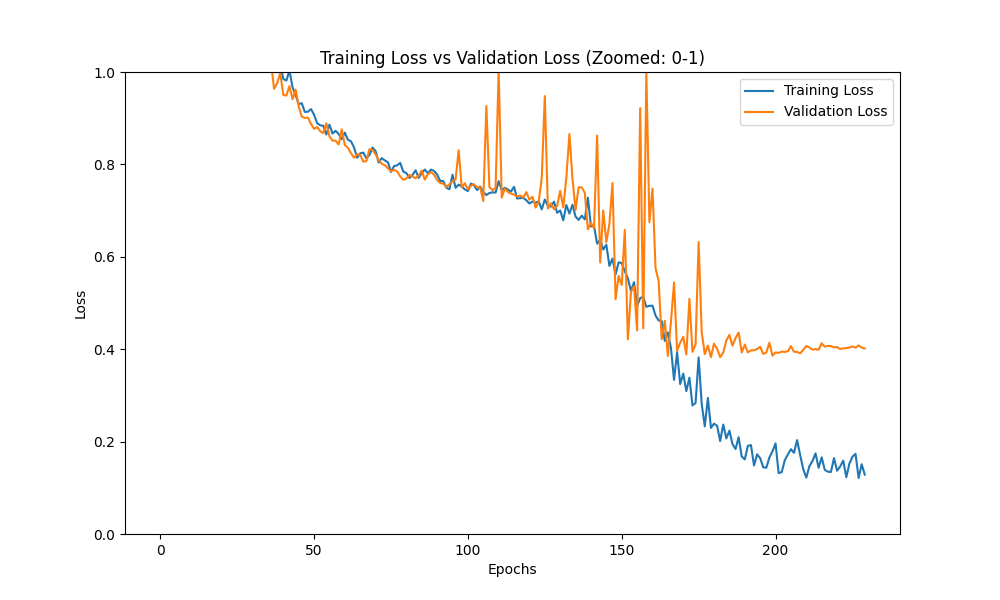 Training Loss vs Validation Loss (Zoomed: 0-1)
1.0
0.8
0.6
0.4
0.2
0.0
Loss
Training Loss
Validation Loss
0 50 100 150 200
Epochs